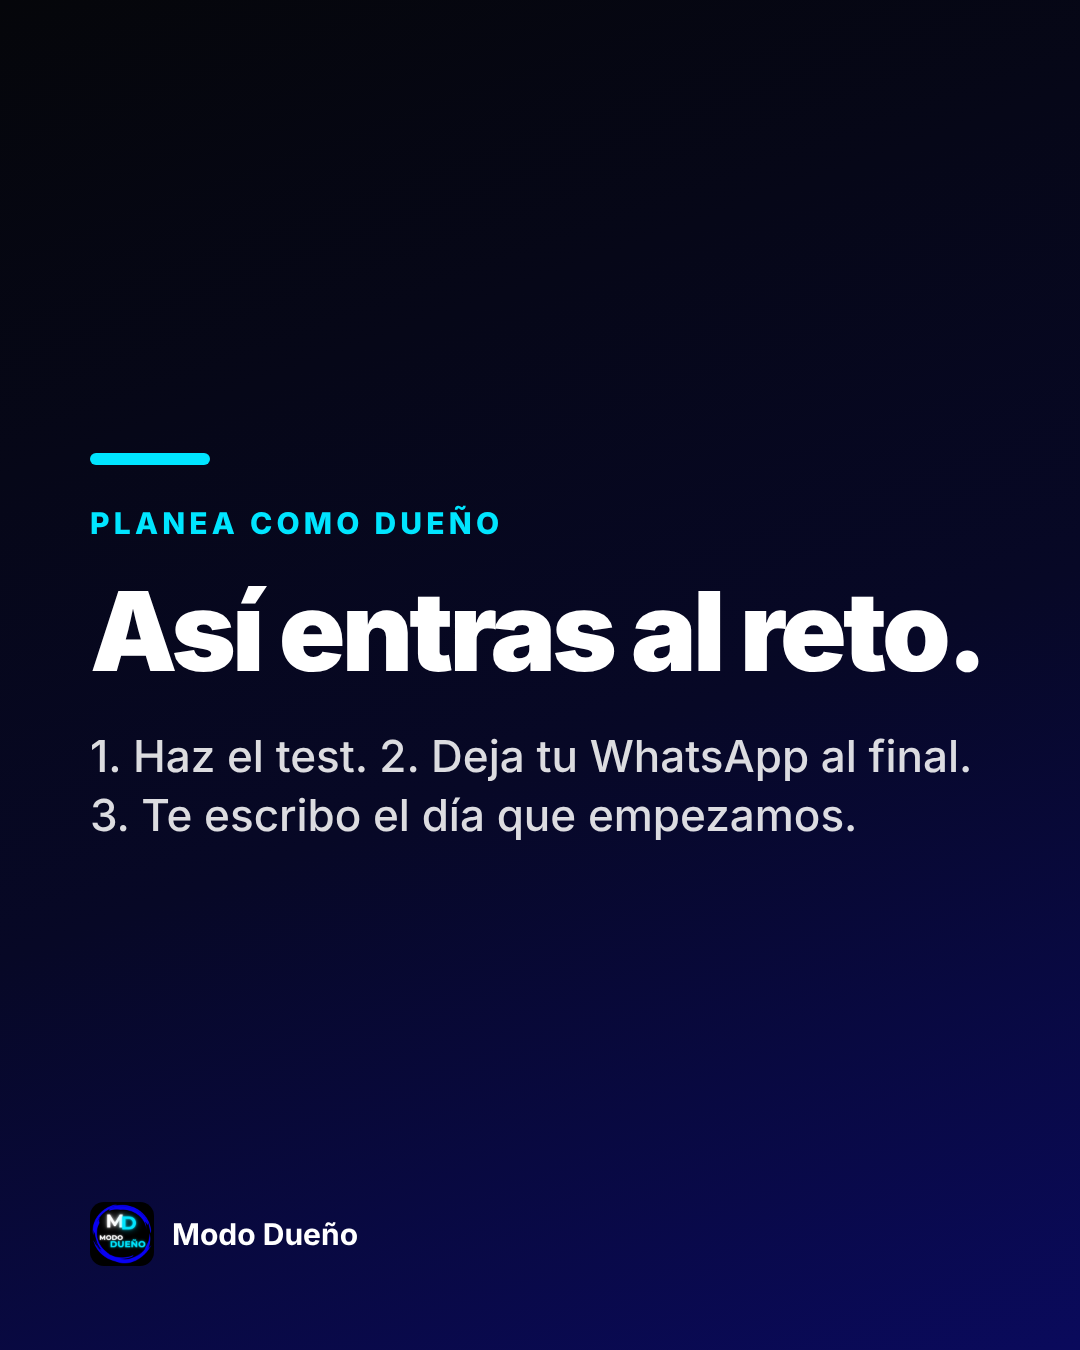 PLANEA COMO DUEÑO
Así entras al reto.
1. Haz el test. 2. Deja tu WhatsApp al final.
3. Te escribo el día que empezamos.
MD
MODO
DUEÑO
Modo Dueño